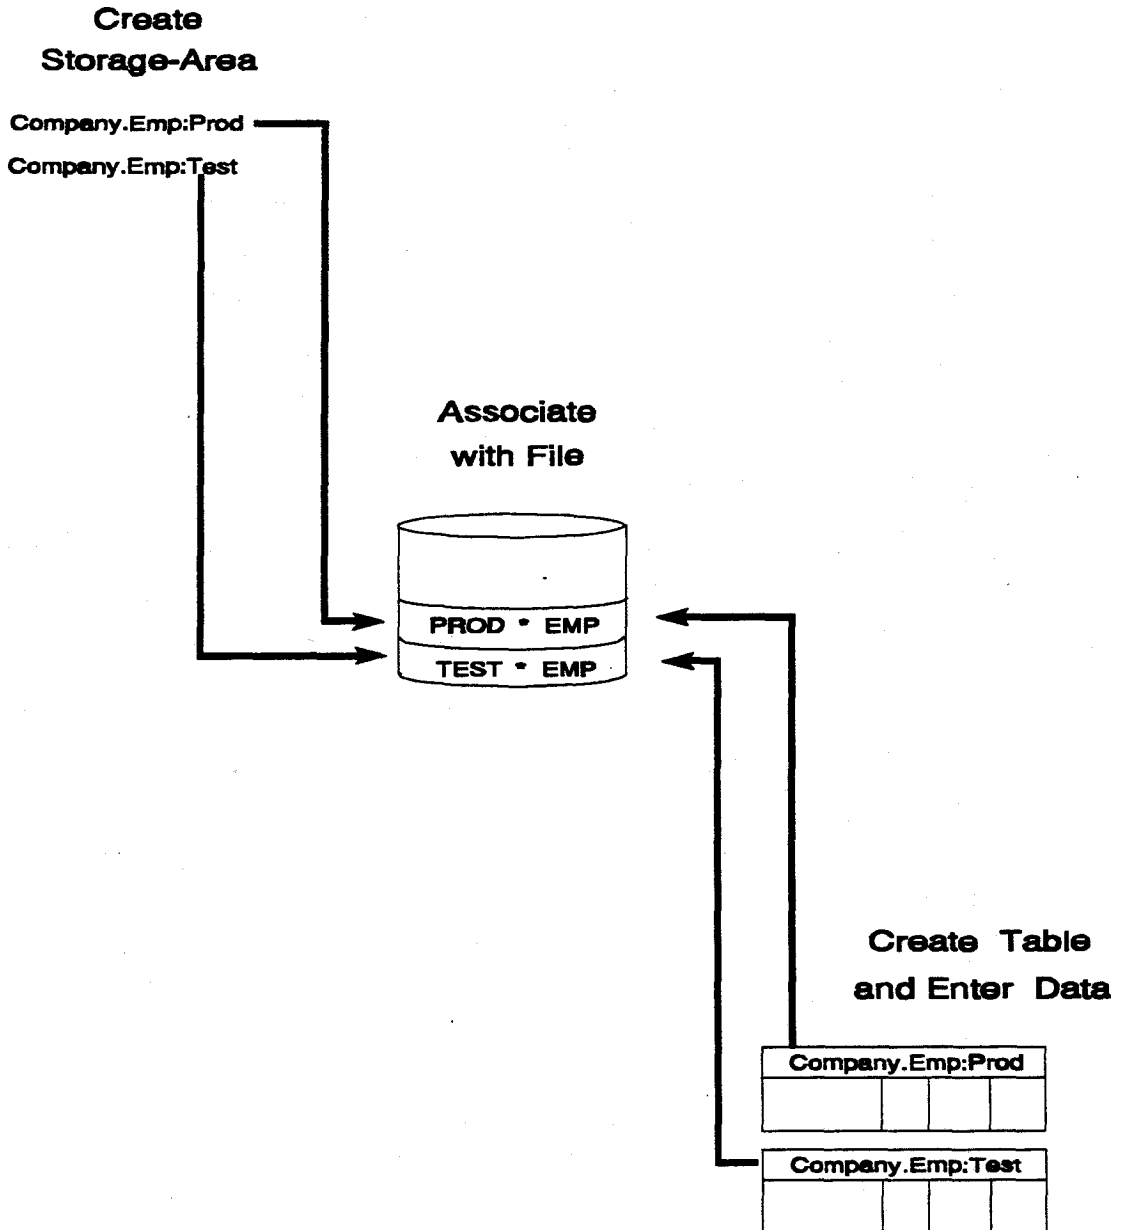 Create
Storage-Area
Company.Emp:Prod
Company.Emp:Test
Associate
with File
PROD * EMP
TEST * EMP
Create Table
and Enter Data
Company.Emp:Prod
Company.Emp:Test